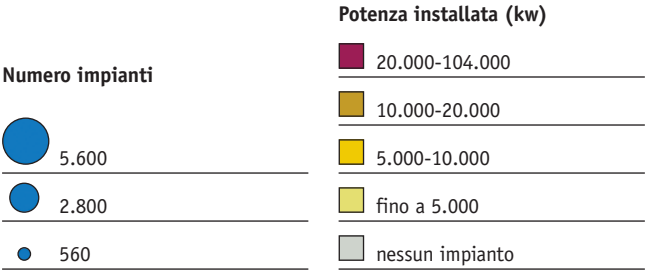 Numero impianti
5.600
2.800
560
Potenza installata (kw)
20.000-104.000
10.000-20.000
5.000-10.000
fino a 5.000
nessun impianto